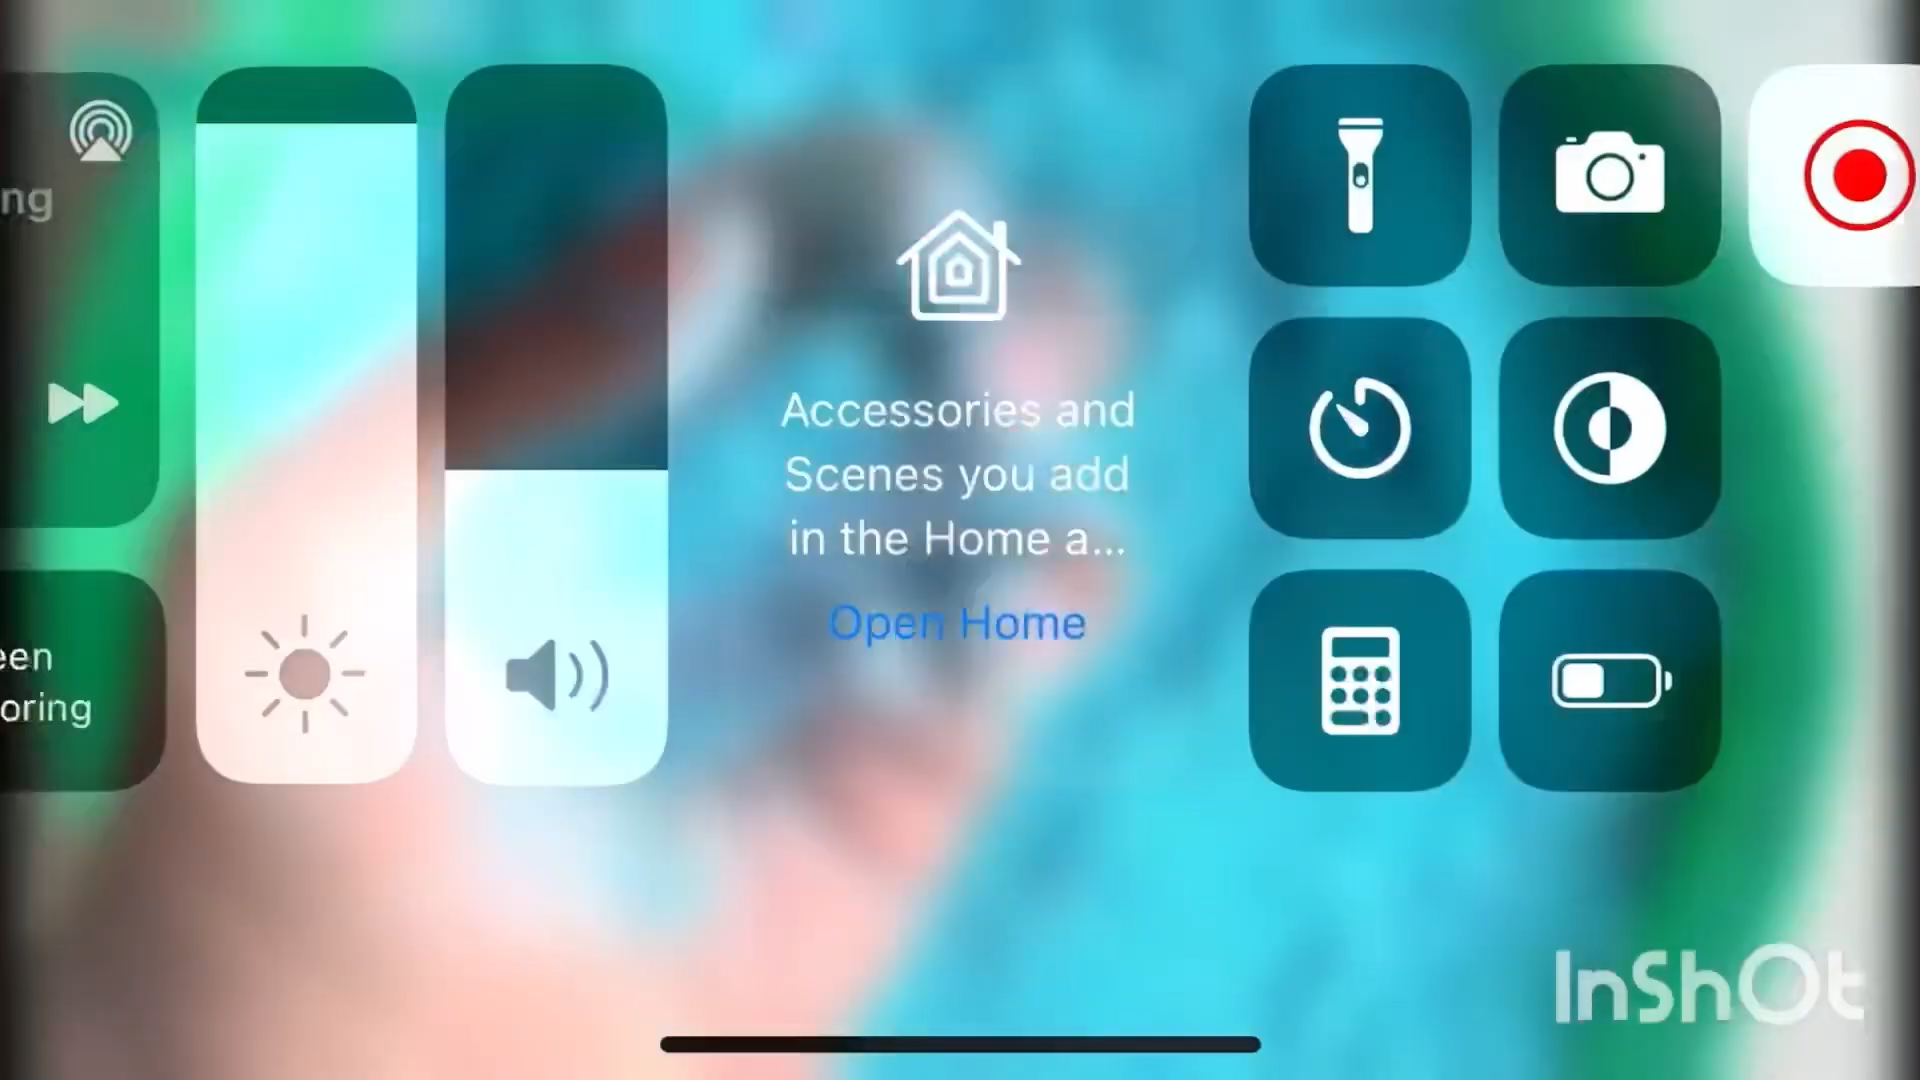 ng
een
oring
Accessories and
Scenes you add
in the Home a...
Open Home
InShOt